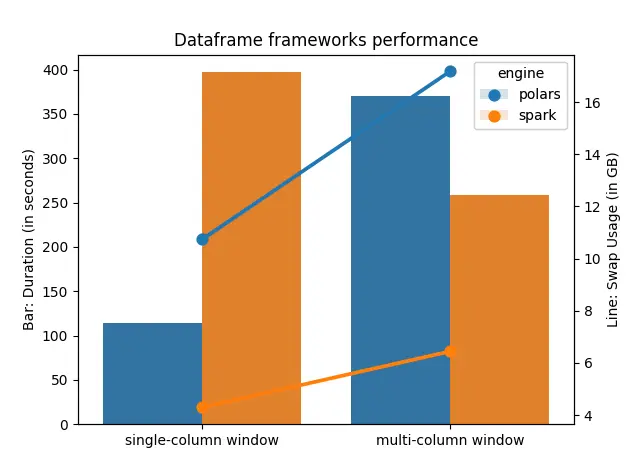 Dataframe frameworks performance
engine
polars
spark
Bar: Duration (in seconds)
400
350
300
250
200
150
100
50
0
Line: Swap Usage (in GB)
16
14
12
10
8
6
4
single-column window
multi-column window